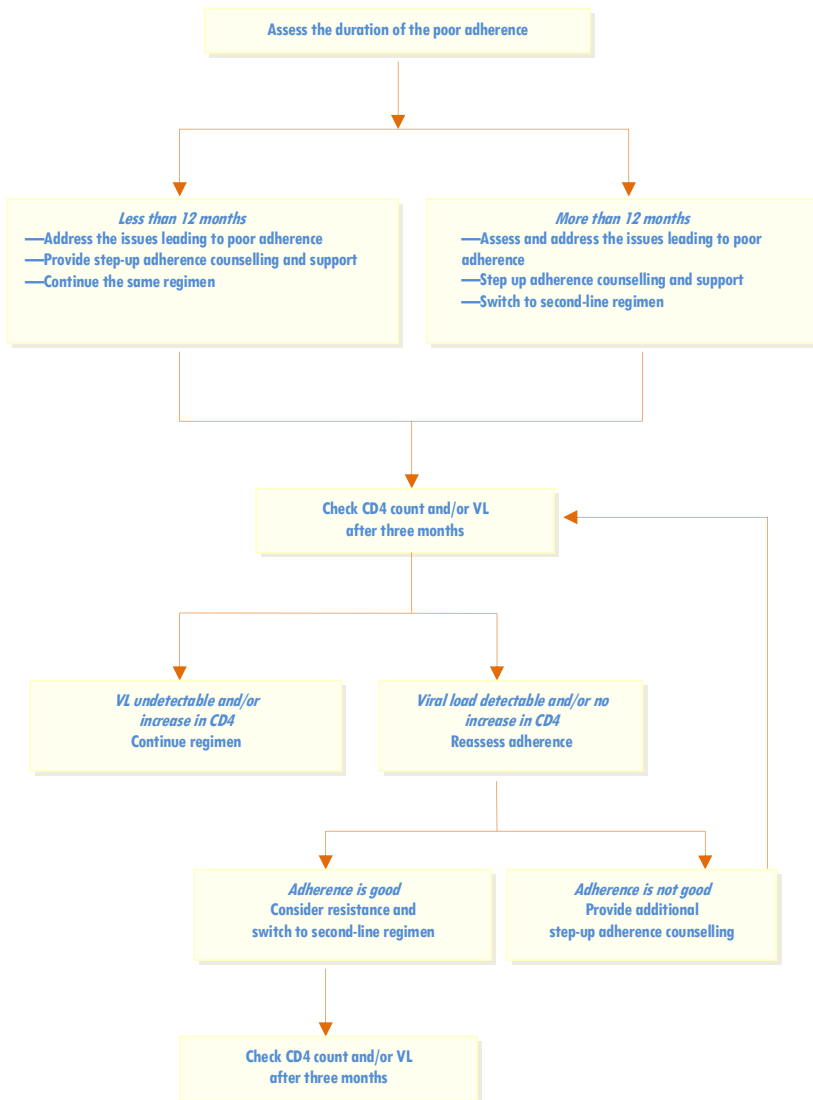 Assess the duration of the poor adherence
Less than 12 months
—Address the issues leading to poor adherence
—Provide step-up adherence counselling and support
—Continue the same regimen
More than 12 months
—Assess and address the issues leading to poor
adherence
—Step up adherence counselling and support
—Switch to second-line regimen
Check CD4 count and/or VL
after three months
VL undetectable and/or
increase in CD4
Continue regimen
Viral load detectable and/or no
increase in CD4
Reassess adherence
Adherence is good
Consider resistance and
switch to second-line regimen
Adherence is not good
Provide additional
step-up adherence counselling
Check CD4 count and/or VL
after three months